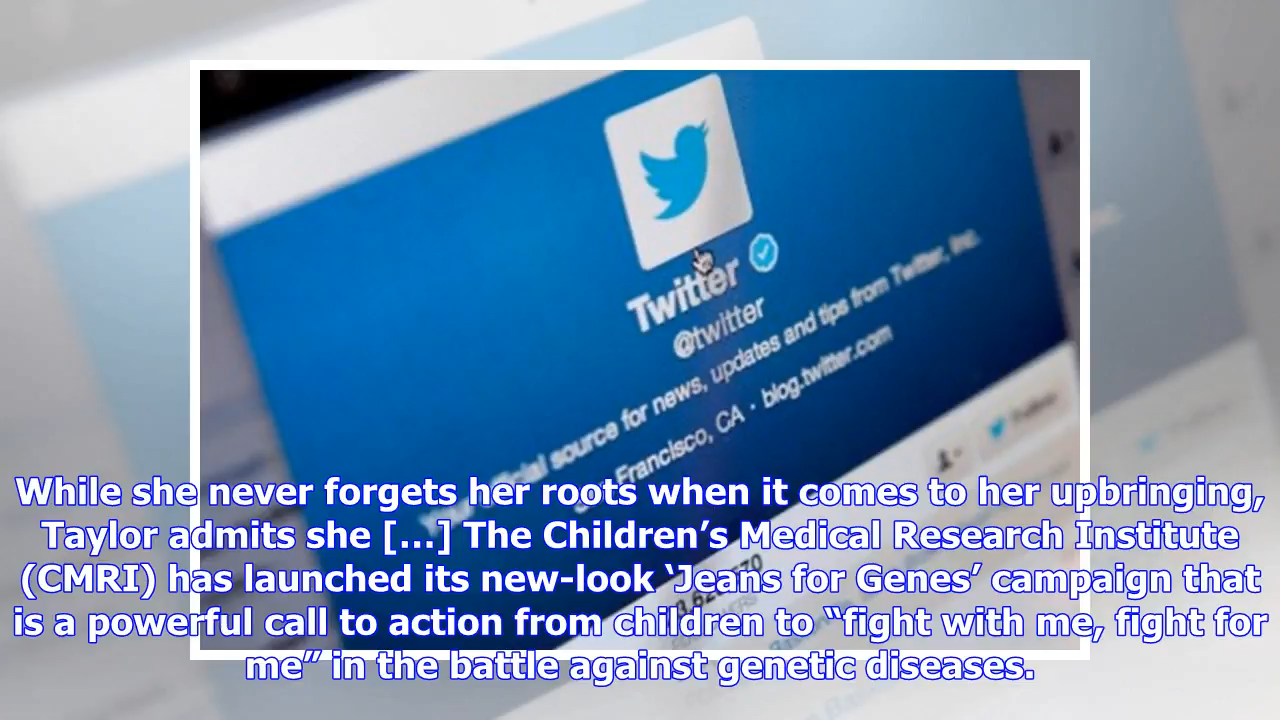 Twitter
@twitter
source for news, updates and tips from Twitter, Inc.
Francisco, CA · blog.twitter.com
While she never forgets her roots when it comes to her upbringing,
Taylor admits she [...] The Children’s Medical Research Institute
(CMRI) has launched its new-look ‘Jeans for Genes’ campaign that
is a powerful call to action from children to “fight with me, fight for
me” in the battle against genetic diseases.